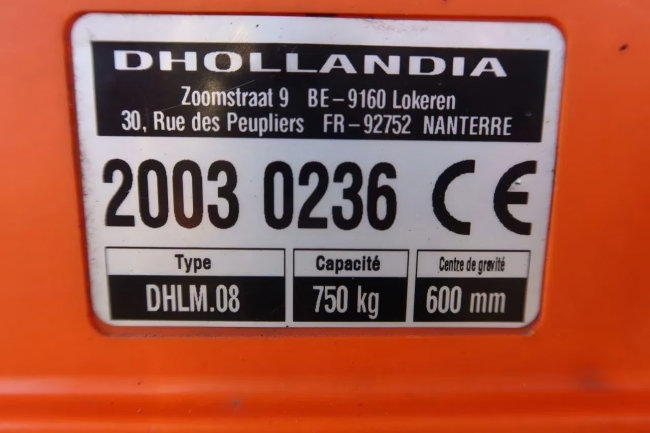 DHOLLANDIA
Zoomstraat 9 BE-9160 Lokeren
30, Rue des Peupliers FR-92752 NANTERRE
2003 0236 CE
Type Capacité Centre de gravité
DHLM.08 750 kg 600 mm